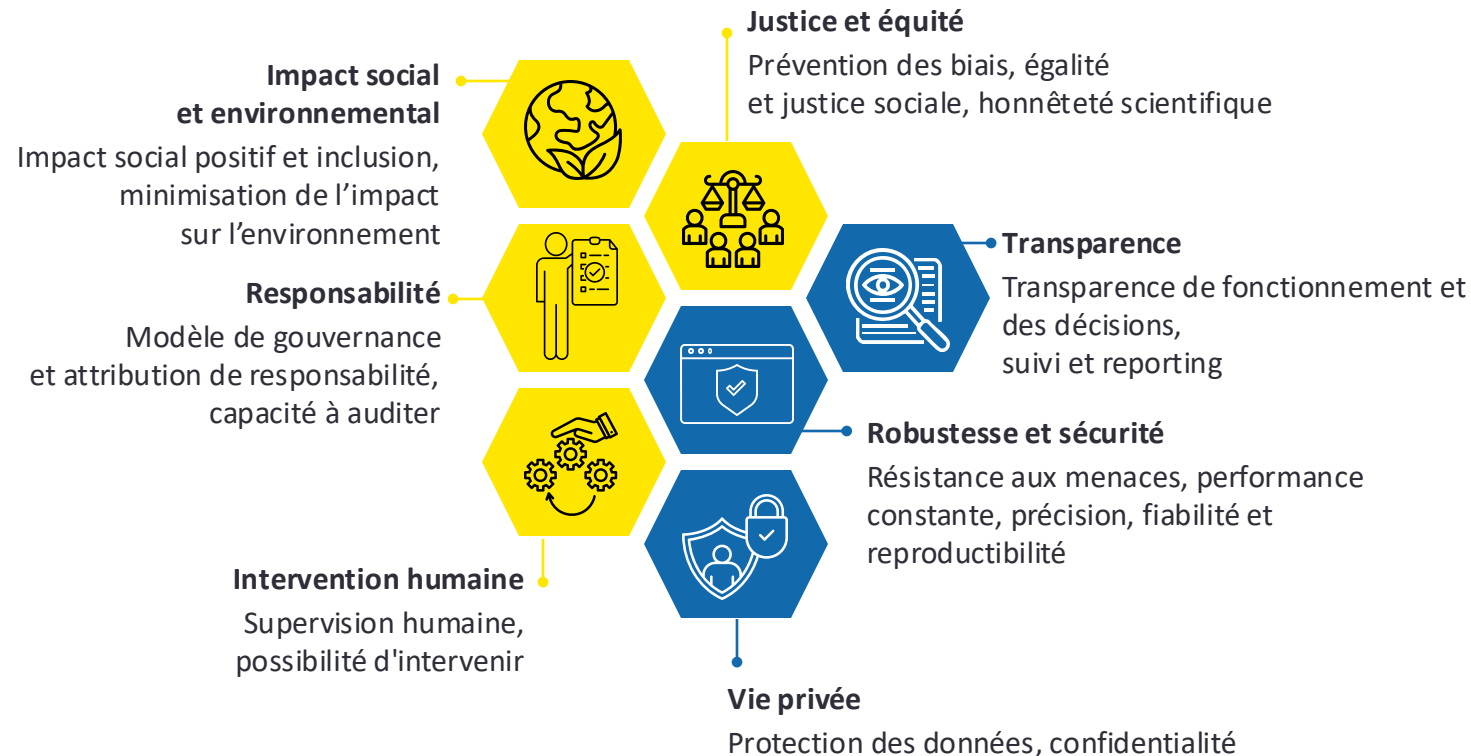 Justice et équité
Prévention des biais, égalité
et justice sociale, honnêteté scientifique
Impact social
et environnemental
Impact social positif et inclusion,
minimisation de l’impact
sur l’environnement
Transparence
Transparence de fonctionnement et
des décisions,
suivi et reporting
Responsabilité
Modèle de gouvernance
et attribution de responsabilité,
capacité à auditer
Robustesse et sécurité
Résistance aux menaces, performance
constante, précision, fiabilité et
reproductibilité
Intervention humaine
Supervision humaine,
possibilité d'intervenir
Vie privée
Protection des données, confidentialité